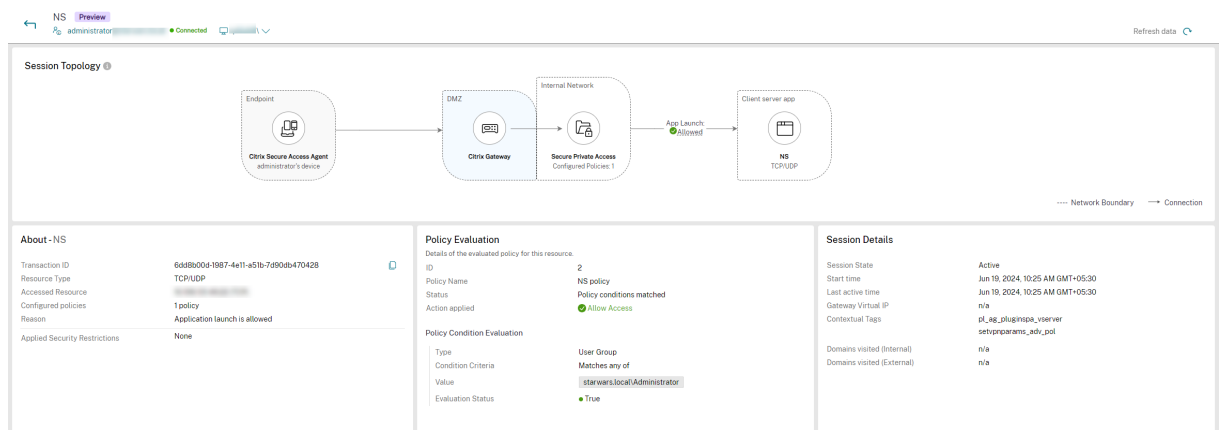 NS Preview
administrator Connected
Refresh data
Session Topology
Endpoint
Citrix Secure Access Agent
administrator's device
DMZ
Citrix Gateway
Internal Network
Secure Private Access
Configured Policies: 1
App Launch:
Allowed
Client server app
NS
TCP/UDP
Network Boundary
Connection
About - NS
Transaction ID 6dd8b00d-1987-4e11-a51b-7d90db470428
Resource Type TCP/UDP
Accessed Resource
Configured policies 1 policy
Reason Application launch is allowed
Applied Security Restrictions None
Policy Evaluation
Details of the evaluated policy for this resource.
ID 2
Policy Name NS policy
Status Policy conditions matched
Action applied Allow Access
Policy Condition Evaluation
Type User Group
Condition Criteria Matches any of
Value starwars.local\Administrator
Evaluation Status True
Session Details
Session State Active
Start time Jun 19, 2024, 10:25 AM GMT+05:30
Last active time Jun 19, 2024, 10:25 AM GMT+05:30
Gateway Virtual IP n/a
Contextual Tags pl_ag_pluginspa_vserver
setvpnparams_adv_pol
Domains visited (Internal) n/a
Domains visited (External) n/a